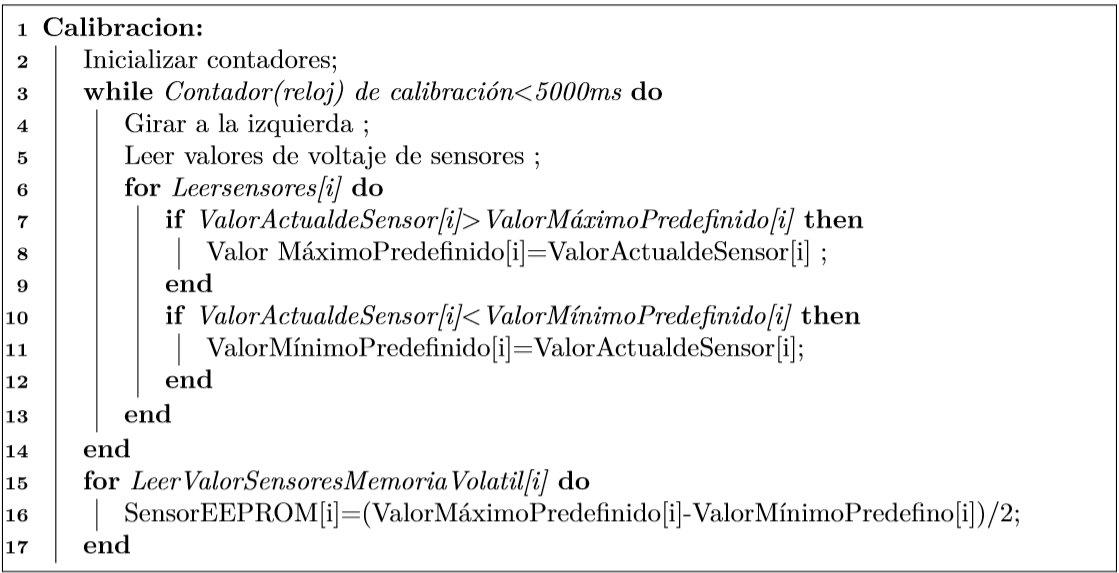 1 Calibracion:
2 Inicializar contadores;
3 while Contador(reloj) de calibración<5000ms do
4 Girar a la izquierda ;
5 Leer valores de voltaje de sensores ;
6 for Leersensores[i] do
7 if ValorActualdeSensor[i]>ValorMáximoPredefinido[i] then
8 Valor MáximoPredefinido[i]=ValorActualdeSensor[i] ;
9 end
10 if ValorActualdeSensor[i]<ValorMínimoPredefinido[i] then
11 ValorMínimoPredefinido[i]=ValorActualdeSensor[i];
12 end
13 end
14 end
15 for LeerValorSensoresMemoriaVolatil[i] do
16 SensorEEPROM[i]=(ValorMáximoPredefinido[i]-ValorMínimoPredefino[i])/2;
17 end